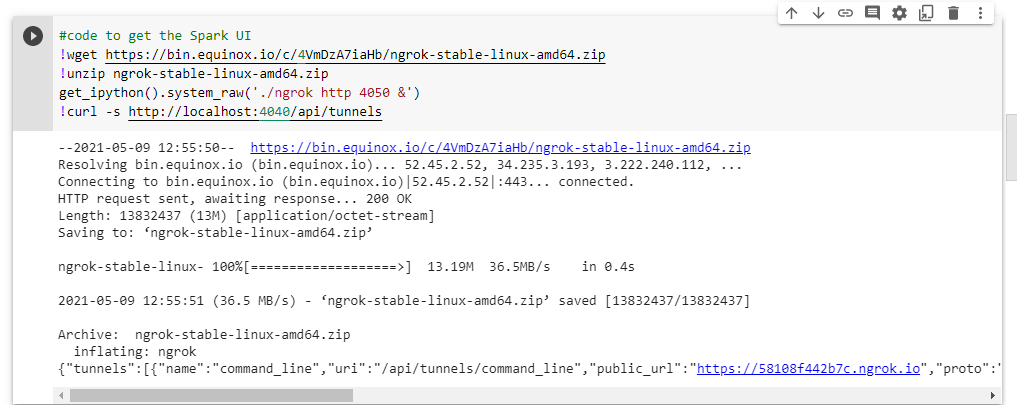 #code to get the Spark UI
!wget https://bin.equinox.io/c/4VmDzA7iaHb/ngrok-stable-linux-amd64.zip
!unzip ngrok-stable-linux-amd64.zip
get_ipython().system_raw('./ngrok http 4050 &')
!curl -s http://localhost:4040/api/tunnels
--2021-05-09 12:55:50--  https://bin.equinox.io/c/4VmDzA7iaHb/ngrok-stable-linux-amd64.zip
Resolving bin.equinox.io (bin.equinox.io)... 52.45.2.52, 34.235.3.193, 3.222.240.112, ...
Connecting to bin.equinox.io (bin.equinox.io)|52.45.2.52|:443... connected.
HTTP request sent, awaiting response... 200 OK
Length: 13832437 (13M) [application/octet-stream]
Saving to: ‘ngrok-stable-linux-amd64.zip’
ngrok-stable-linux- 100%[===================>]  13.19M  36.5MB/s    in 0.4s
2021-05-09 12:55:51 (36.5 MB/s) - ‘ngrok-stable-linux-amd64.zip’ saved [13832437/13832437]
Archive:  ngrok-stable-linux-amd64.zip
  inflating: ngrok
{"tunnels":[{"name":"command_line","uri":"/api/tunnels/command_line","public_url":"https://58108f442b7c.ngrok.io","proto":"